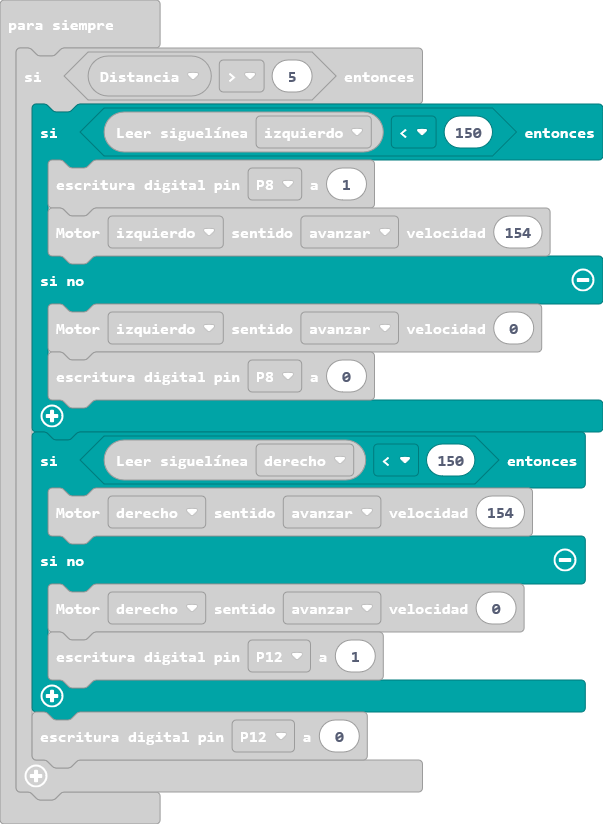 para siempre
si Distancia > 5 entonces
si Leer siguelínea izquierdo < 150 entonces
escritura digital pin P8 a 1
Motor izquierdo sentido avanzar velocidad 154
si no
Motor izquierdo sentido avanzar velocidad 0
escritura digital pin P8 a 0
si Leer siguelínea derecho < 150 entonces
Motor derecho sentido avanzar velocidad 154
si no
Motor derecho sentido avanzar velocidad 0
escritura digital pin P12 a 1
escritura digital pin P12 a 0